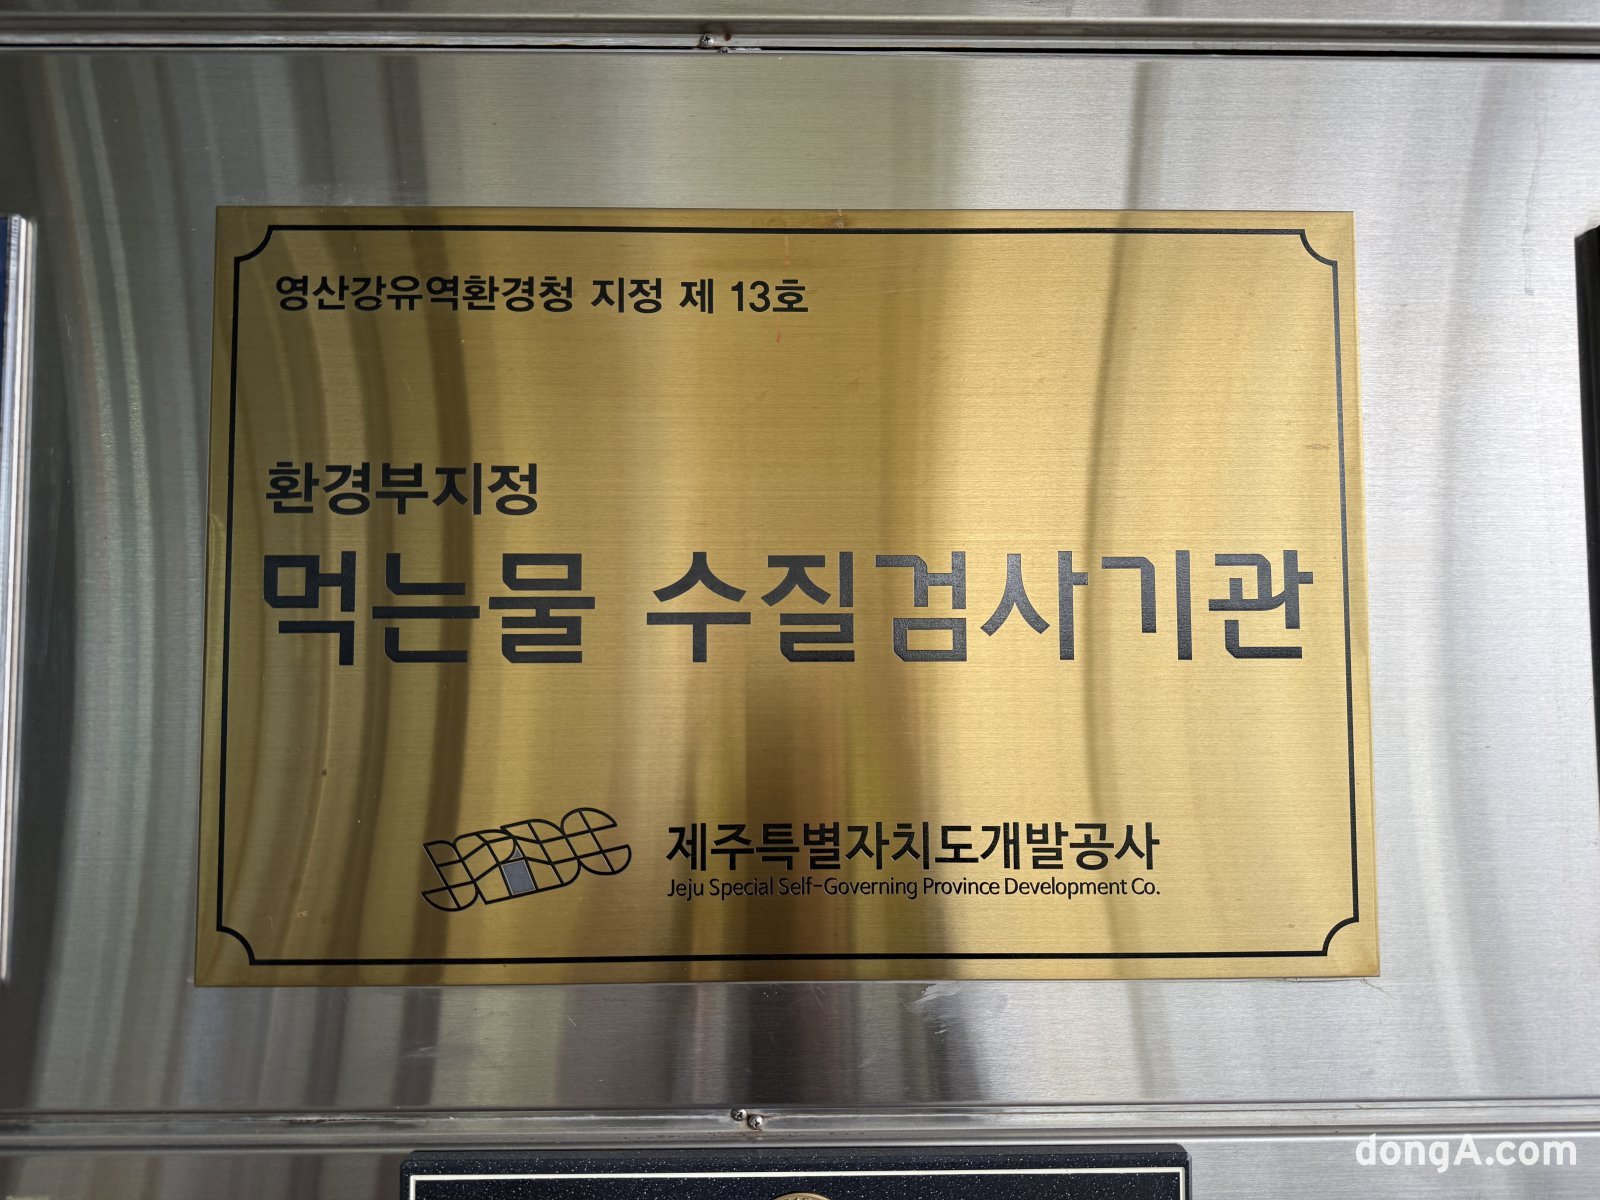 영산강유역환경청 지정 제 13호
환경부지정
먹는물 수질검사기관
JPDC
제주특별자치도개발공사
Jeju Special Self-Governing Province Development Co.
dongA.com